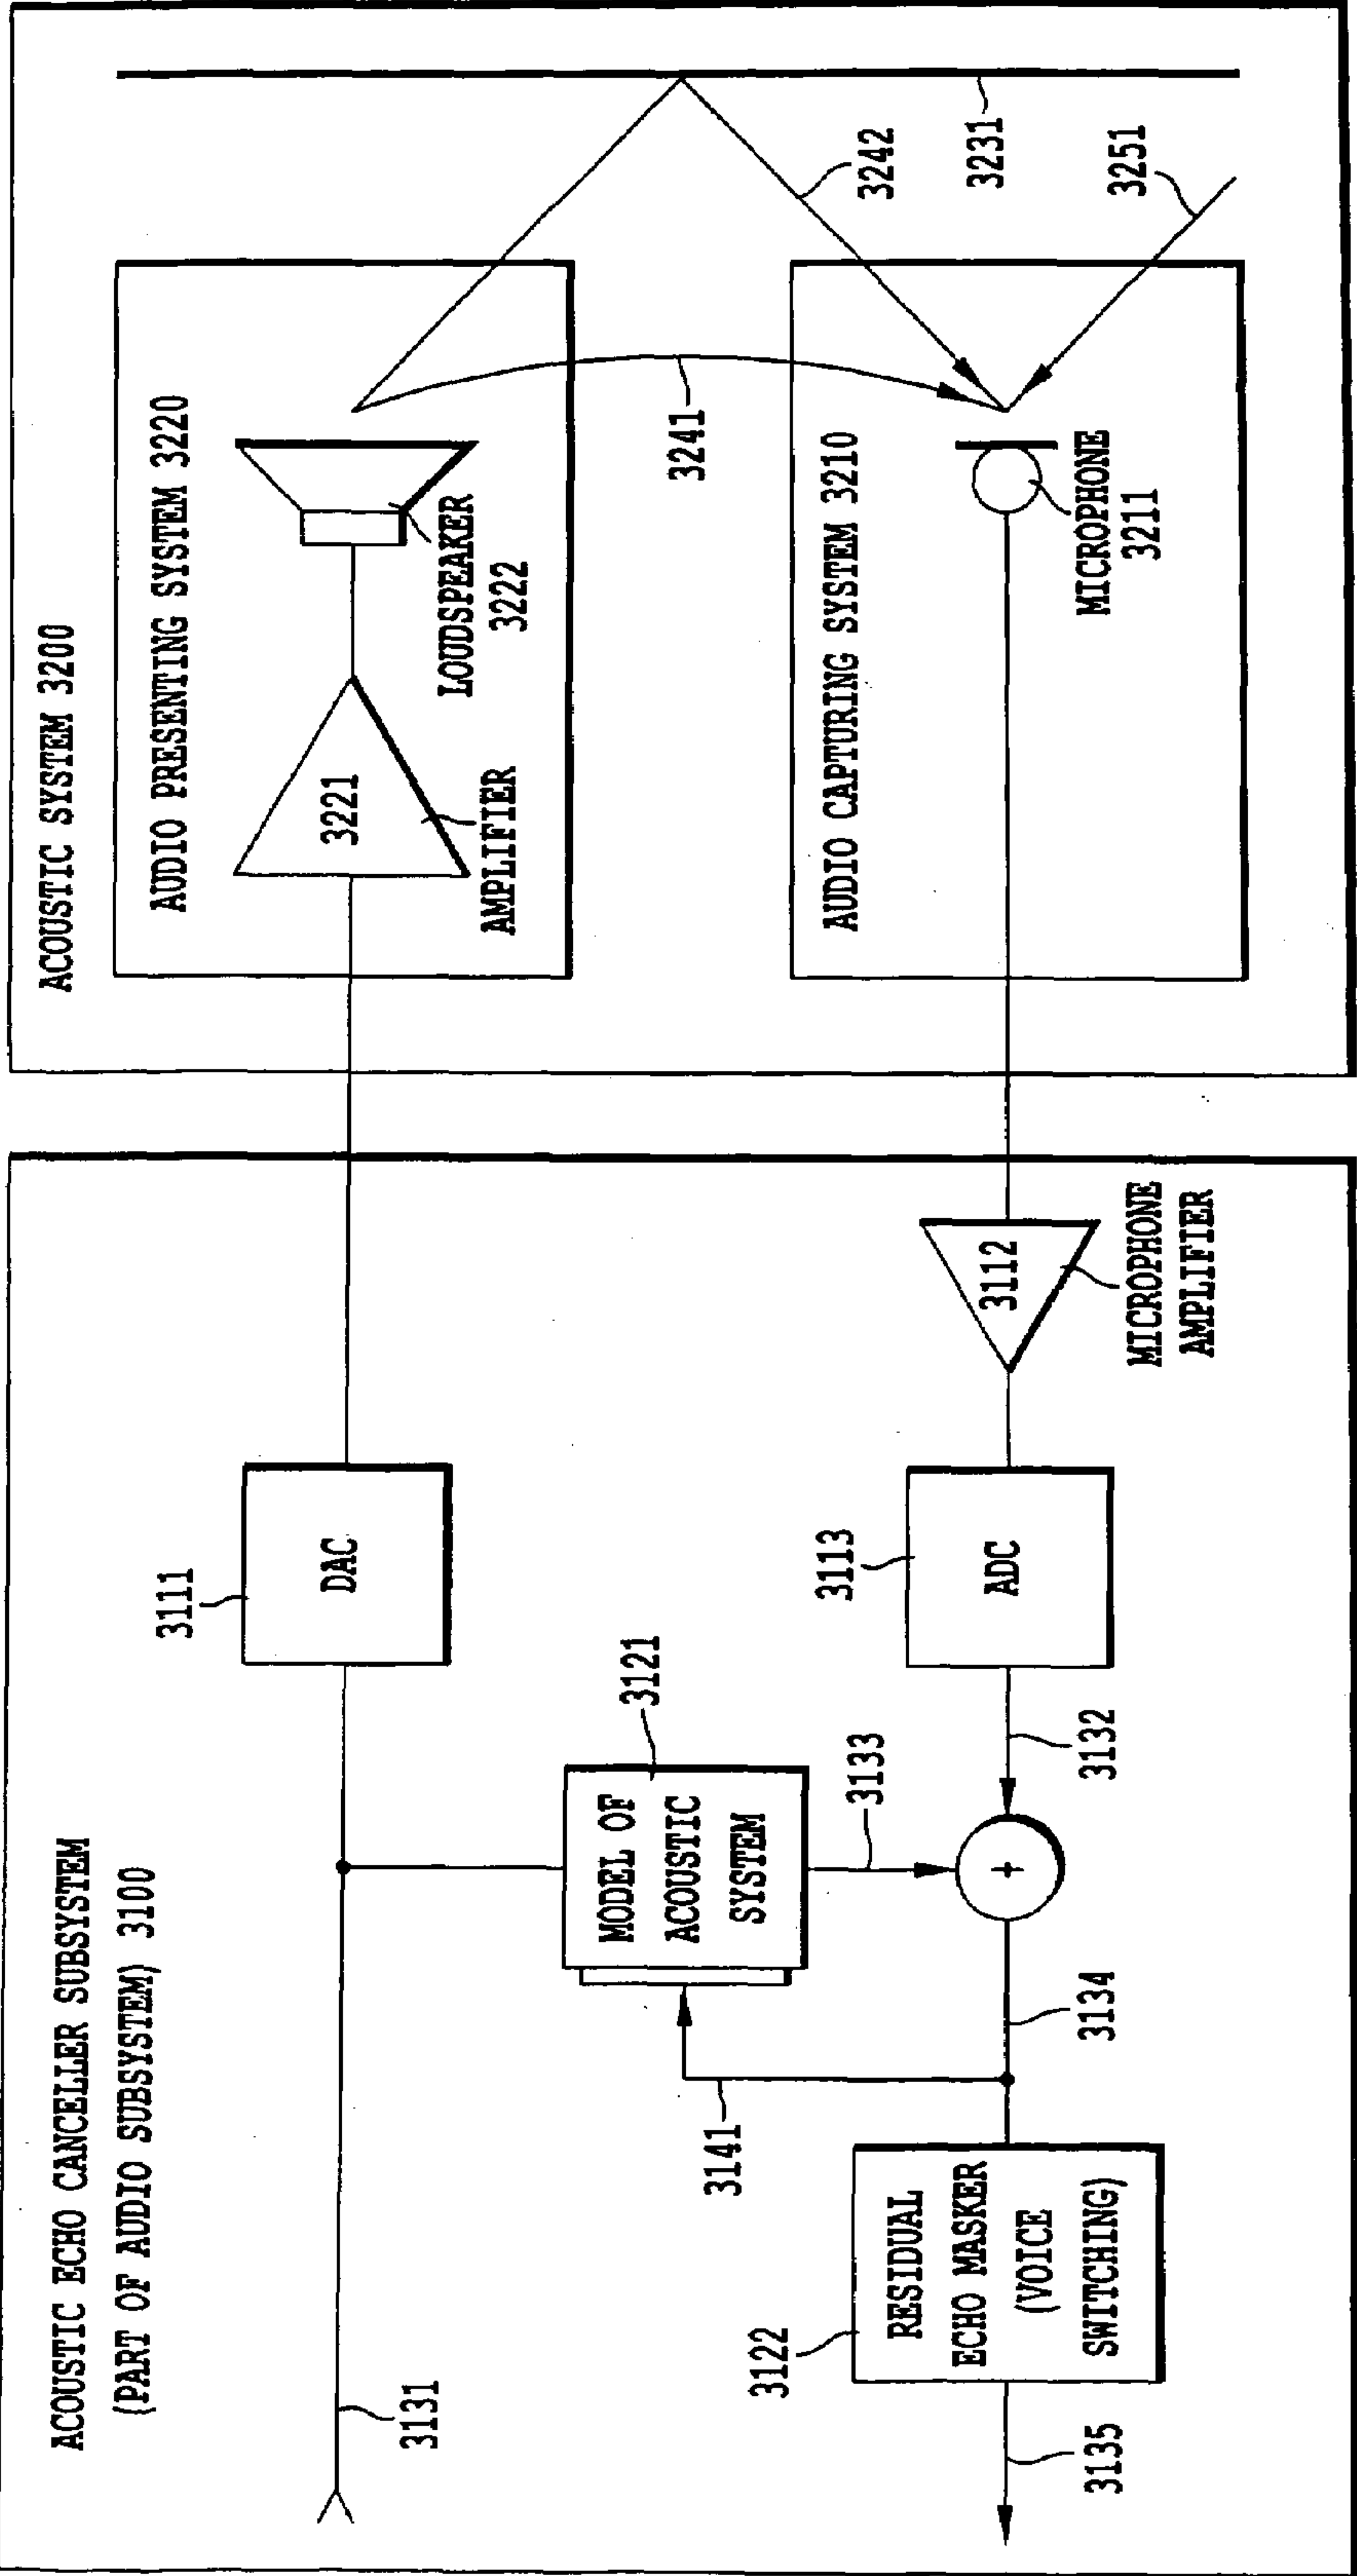 ACOUSTIC ECHO CANCELLER SUBSYSTEM
(PART OF AUDIO SUBSYSTEM) 3100
3131
3111
DAC
3121
MODEL OF
ACOUSTIC
SYSTEM
3133
3141
3122
RESIDUAL
ECHO MASKER
(VOICE
SWITCHING)
3135
3134
3132
3113
ADC
3112
MICROPHONE
AMPLIFIER
ACOUSTIC SYSTEM 3200
AUDIO PRESENTING SYSTEM 3220
3221
AMPLIFIER
LOUDSPEAKER
3222
3241
AUDIO CAPTURING SYSTEM 3210
MICROPHONE
3211
3242
3231
3251
+